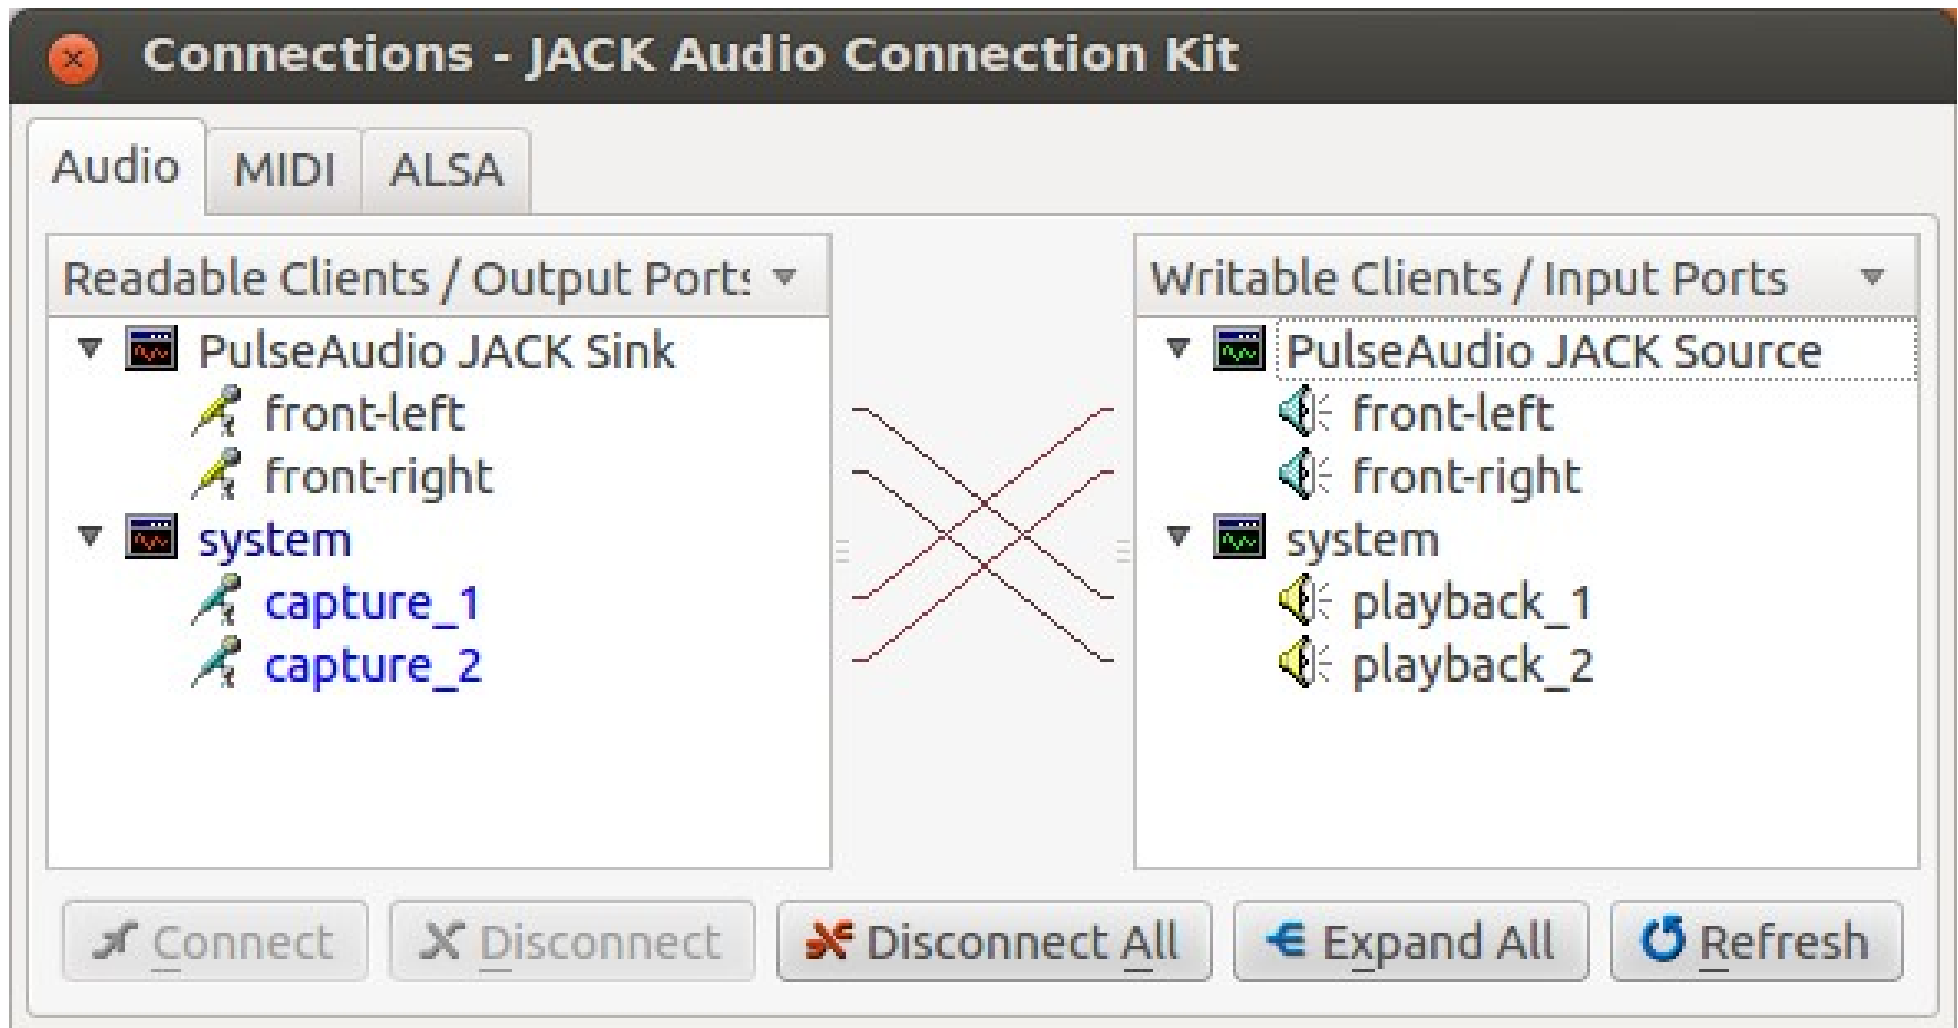 Connections - JACK Audio Connection Kit
Audio MIDI ALSA
Readable Clients / Output Ports
PulseAudio JACK Sink
front-left
front-right
system
capture_1
capture_2
Writable Clients / Input Ports
PulseAudio JACK Source
front-left
front-right
system
playback_1
playback_2
Connect Disconnect Disconnect All Expand All Refresh